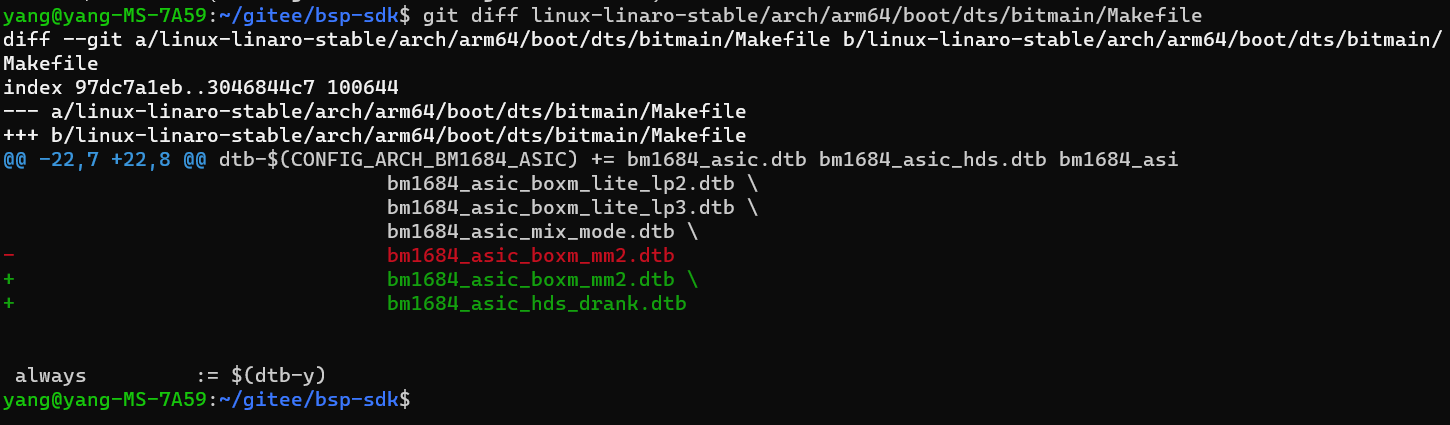 yang@yang-MS-7A59:~/gitee/bsp-sdk$ git diff linux-linaro-stable/arch/arm64/boot/dts/bitmain/Makefile
diff --git a/linux-linaro-stable/arch/arm64/boot/dts/bitmain/Makefile b/linux-linaro-stable/arch/arm64/boot/dts/bitmain/
Makefile
index 97dc7a1eb..3046844c7 100644
--- a/linux-linaro-stable/arch/arm64/boot/dts/bitmain/Makefile
+++ b/linux-linaro-stable/arch/arm64/boot/dts/bitmain/Makefile
@@ -22,7 +22,8 @@ dtb-$(CONFIG_ARCH_BM1684_ASIC) += bm1684_asic.dtb bm1684_asic_hds.dtb bm1684_asi
                                bm1684_asic_boxm_lite_lp2.dtb \
                                bm1684_asic_boxm_lite_lp3.dtb \
                                bm1684_asic_mix_mode.dtb \
-                               bm1684_asic_boxm_mm2.dtb
+                               bm1684_asic_boxm_mm2.dtb \
+                               bm1684_asic_hds_drank.dtb
 always         := $(dtb-y)
yang@yang-MS-7A59:~/gitee/bsp-sdk$